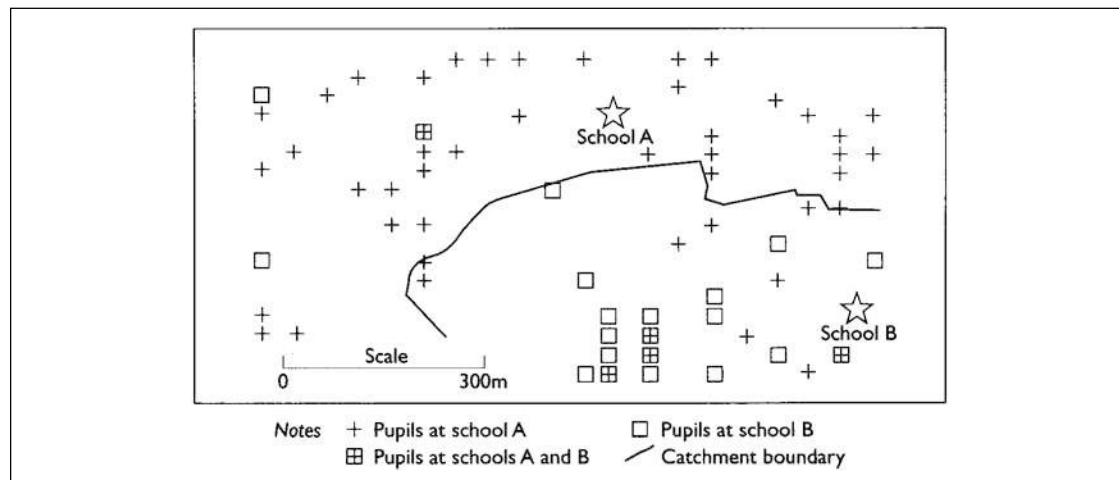 School A
School B
Scale
0 300m
Notes + Pupils at school A □ Pupils at school B
⊞ Pupils at schools A and B Catchment boundary